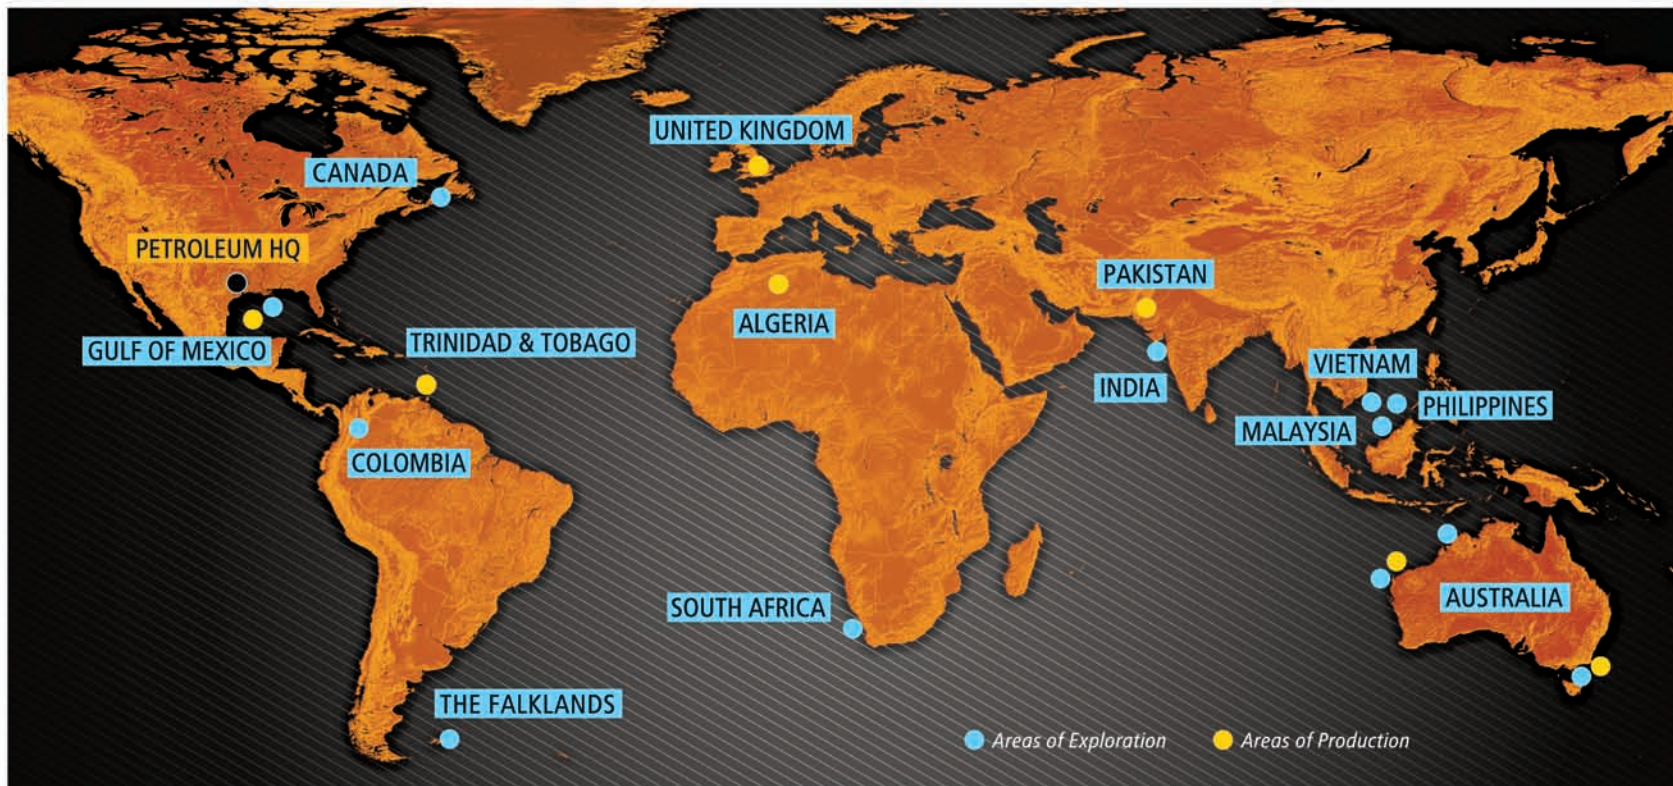 UNITED KINGDOM
CANADA
PETROLEUM HQ
PAKISTAN
ALGERIA
TRINIDAD & TOBAGO
GULF OF MEXICO
VIETNAM
INDIA
PHILIPPINES
MALAYSIA
COLOMBIA
AUSTRALIA
SOUTH AFRICA
THE FALKLANDS
Areas of Exploration
Areas of Production